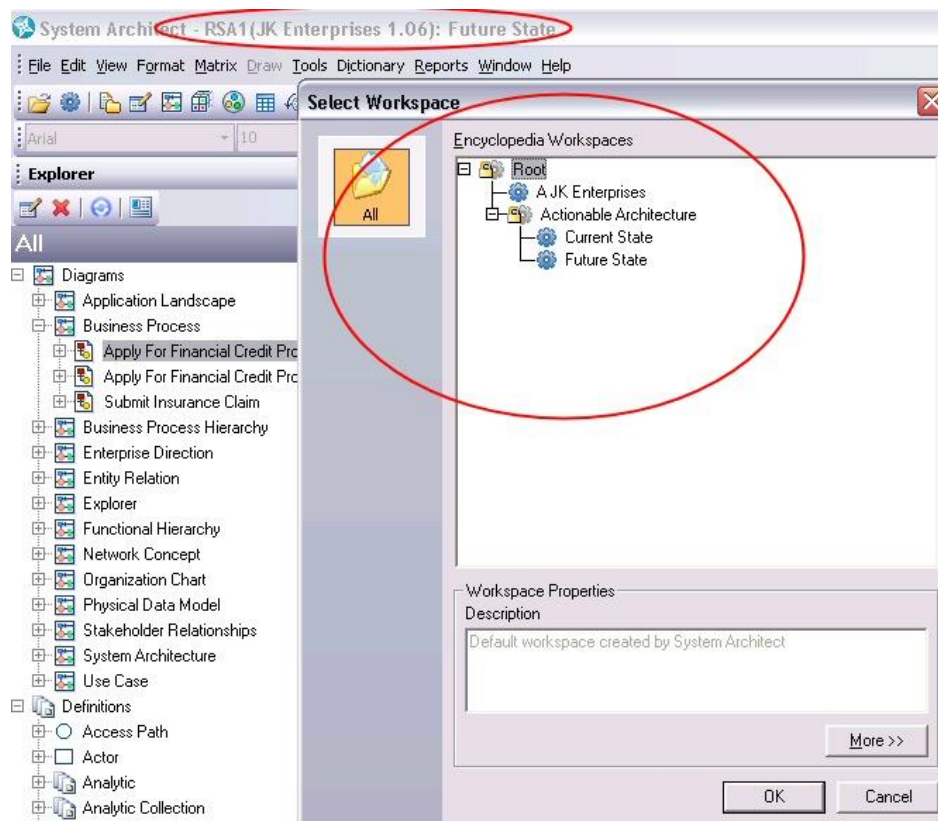 System Architect - RSA1(JK Enterprises 1.06): Future State
File Edit View Format Matrix Draw Tools Dictionary Reports Window Help
Arial 10
Explorer
All
Diagrams
Application Landscape
Business Process
Apply For Financial Credit Pro
Apply For Financial Credit Pro
Submit Insurance Claim
Business Process Hierarchy
Enterprise Direction
Entity Relation
Explorer
Functional Hierarchy
Network Concept
Organization Chart
Physical Data Model
Stakeholder Relationships
System Architecture
Use Case
Definitions
Access Path
Actor
Analytic
Analytic Collection
Select Workspace
All
Encyclopedia Workspaces
Root
A JK Enterprises
Actionable Architecture
Current State
Future State
Workspace Properties
Description
Default workspace created by System Architect
More >>
OK Cancel